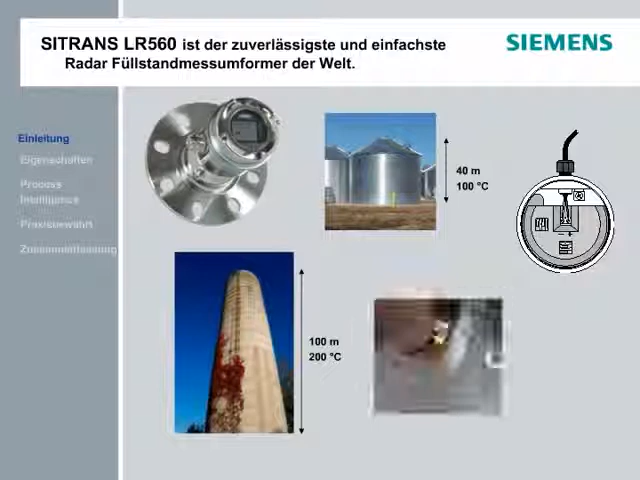 SITRANS LR560 ist der zuverlässigste und einfachste
Radar Füllstandmessumformer der Welt.
SIEMENS
Einleitung
Eigenschaften
Process
Intelligence
Praxisbewährt
Zusammenfassung
40 m
100 °C
100 m
200 °C